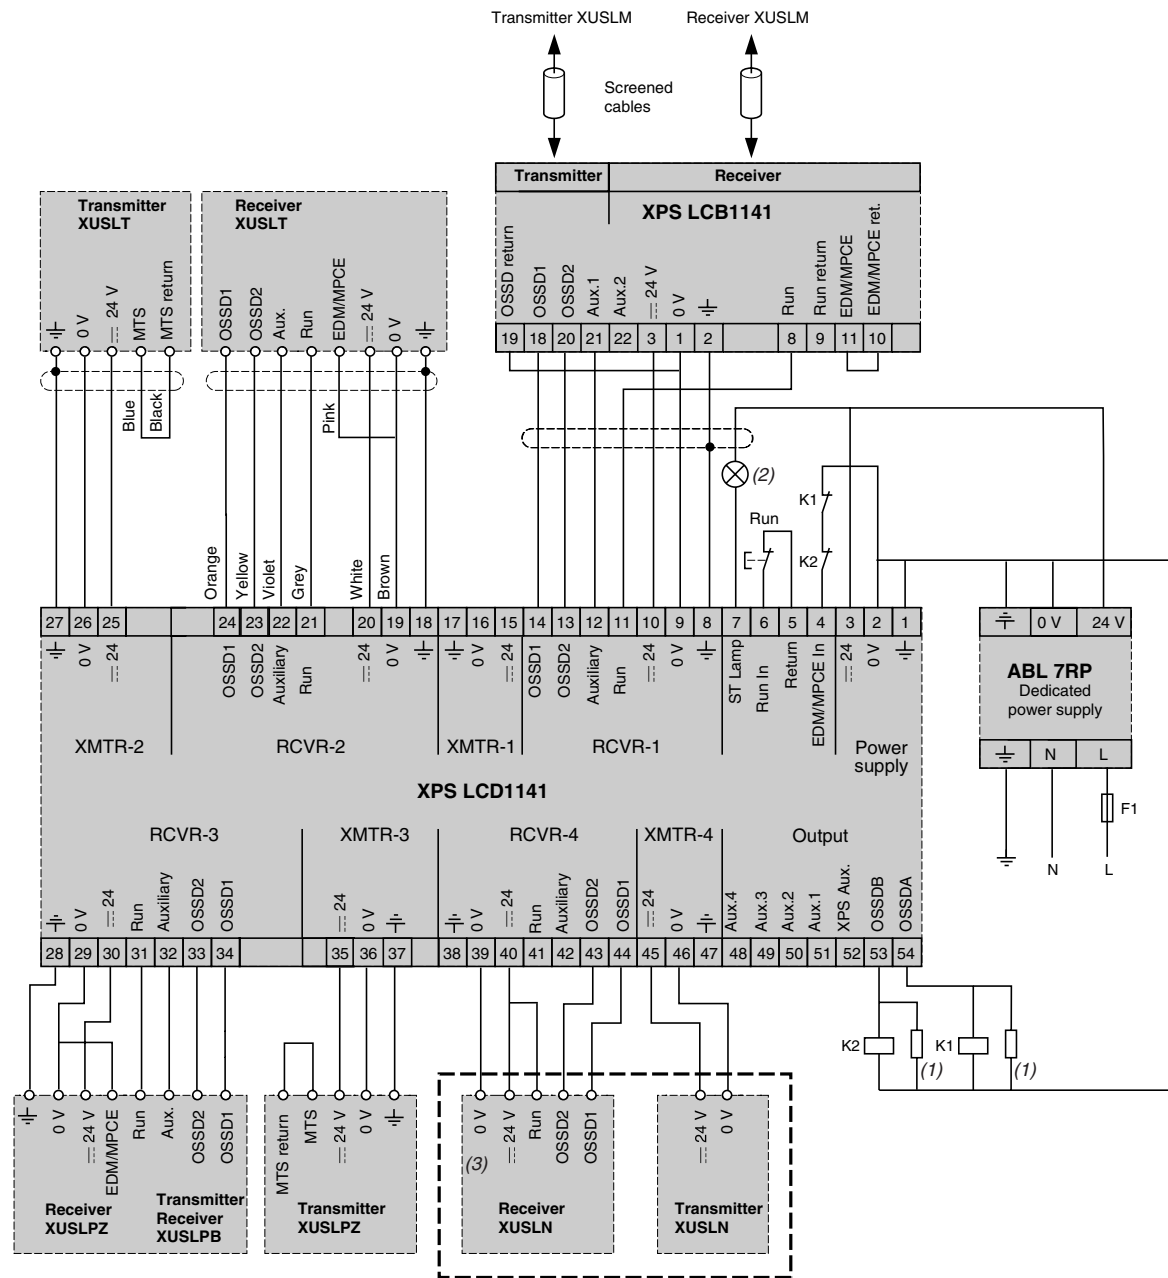 Transmitter XUSLM
Receiver XUSLM
Screened
cables
Transmitter
Receiver
XPS LCB1141
OSSD return
OSSD1
OSSD2
Aux.1
Aux.2
24 V
0 V
Run
Run return
EDM/MPCE
EDM/MPCE ret.
19 18 20 21 22 3 1 2 8 9 11 10
Transmitter
XUSLT
0 V
24 V
MTS
MTS return
Receiver
XUSLT
OSSD1
OSSD2
Aux.
Run
EDM/MPCE
24 V
0 V
Blue
Black
Pink
Orange
Yellow
Violet
Grey
White
Brown
(2)
K1
K2
Run
27 26 25 24 23 22 21 20 19 18 17 16 15 14 13 12 11 10 9 8 7 6 5 4 3 2 1
0 V
24
OSSD1
OSSD2
Auxiliary
Run
24
0 V
0 V
24
OSSD1
OSSD2
Auxiliary
Run
24
0 V
ST Lamp
Run In
Return
EDM/MPCE In
24
0 V
XMTR-2
RCVR-2
XMTR-1
RCVR-1
Power
supply
XPS LCD1141
0 V
24 V
ABL 7RP
Dedicated
power supply
N
L
F1
N
L
RCVR-3
XMTR-3
RCVR-4
XMTR-4
Output
0 V
24
Run
Auxiliary
OSSD2
OSSD1
24
0 V
0 V
24
Run
Auxiliary
OSSD2
OSSD1
24
0 V
Aux.4
Aux.3
Aux.2
Aux.1
XPS Aux.
OSSDB
OSSDA
28 29 30 31 32 33 34 35 36 37 38 39 40 41 42 43 44 45 46 47 48 49 50 51 52 53 54
K2
(1)
K1
(1)
0 V
24 V
EDM/MPCE
Run
Aux.
OSSD2
OSSD1
Receiver
XUSLPZ
Transmitter
Receiver
XUSLPB
MTS return
MTS
24 V
0 V
Transmitter
XUSLPZ
0 V
24 V
Run
OSSD2
OSSD1
(3)
Receiver
XUSLN
24 V
0 V
Transmitter
XUSLN